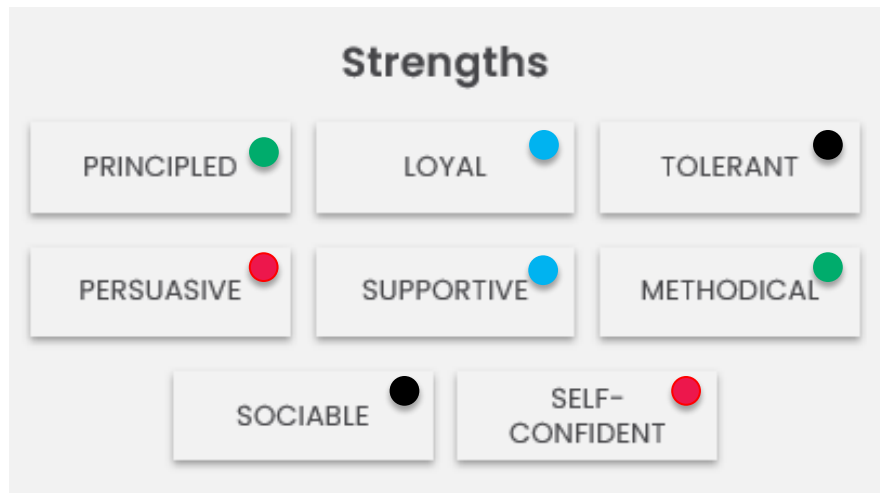 Strengths
PRINCIPLED
LOYAL
TOLERANT
PERSUASIVE
SUPPORTIVE
METHODICAL
SOCIABLE
SELF-
CONFIDENT